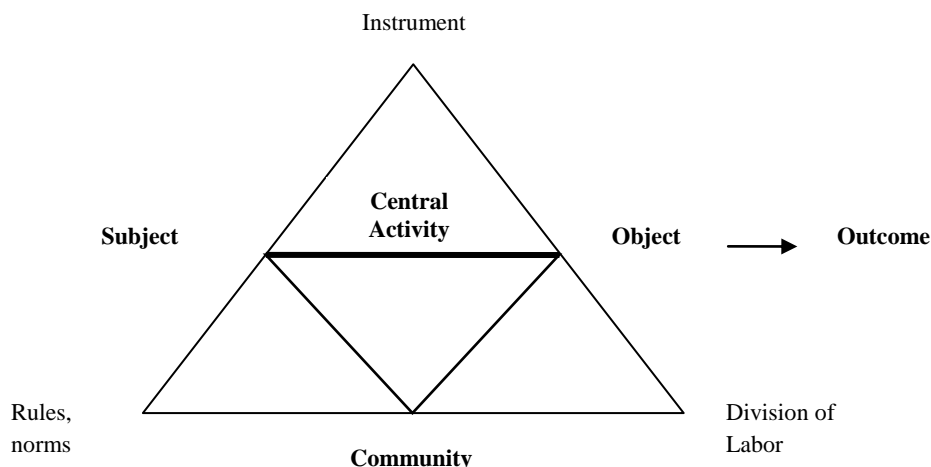 Instrument
Central
Activity
Subject
Object
Outcome
Rules,
norms
Division of
Labor
Community